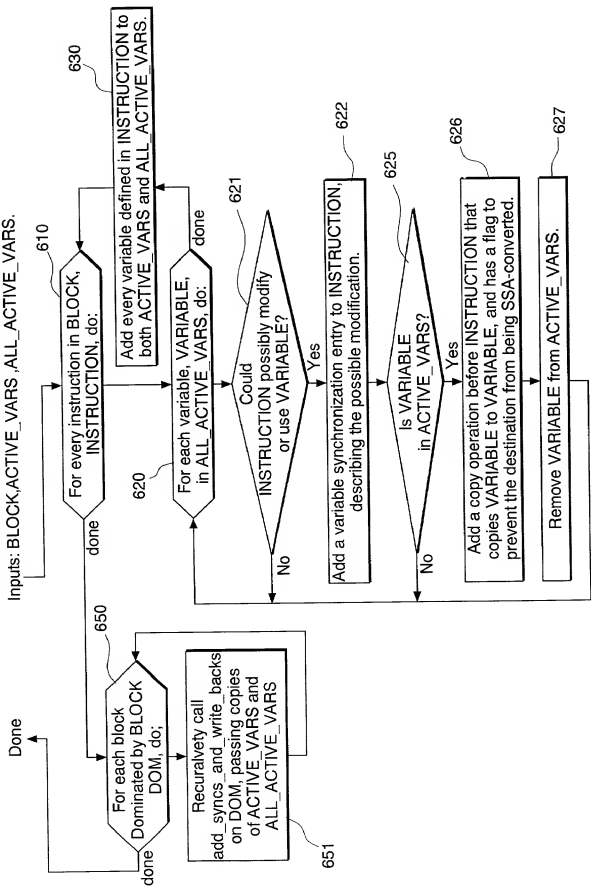 Inputs: BLOCK,ACTIVE_VARS ,ALL_ACTIVE_VARS.
610
For every instruction in BLOCK,
INSTRUCTION, do:
done
630
Add every variable defined in INSTRUCTION to
both ACTIVE_VARS and ALL_ACTIVE_VARS.
620
For each variable, VARIABLE,
in ALL_ACTIVE_VARS, do:
done
621
Could
INSTRUCTION possibly modify
or use VARIABLE?
No
Yes
622
Add a variable synchronization entry to INSTRUCTION,
describing the possible modification.
625
Is VARIABLE
in ACTIVE_VARS?
No
Yes
626
Add a copy operation before INSTRUCTION that
copies VARIABLE to VARIABLE, and has a flag to
prevent the destination from being SSA-converted.
627
Remove VARIABLE from ACTIVE_VARS.
Done
650
For each block
Dominated by BLOCK
DOM, do;
done
Recuralvety call
add_syncs_and_write_backs
on DOM, passing copies
of ACTIVE_VARS and
ALL_ACTIVE_VARS
651